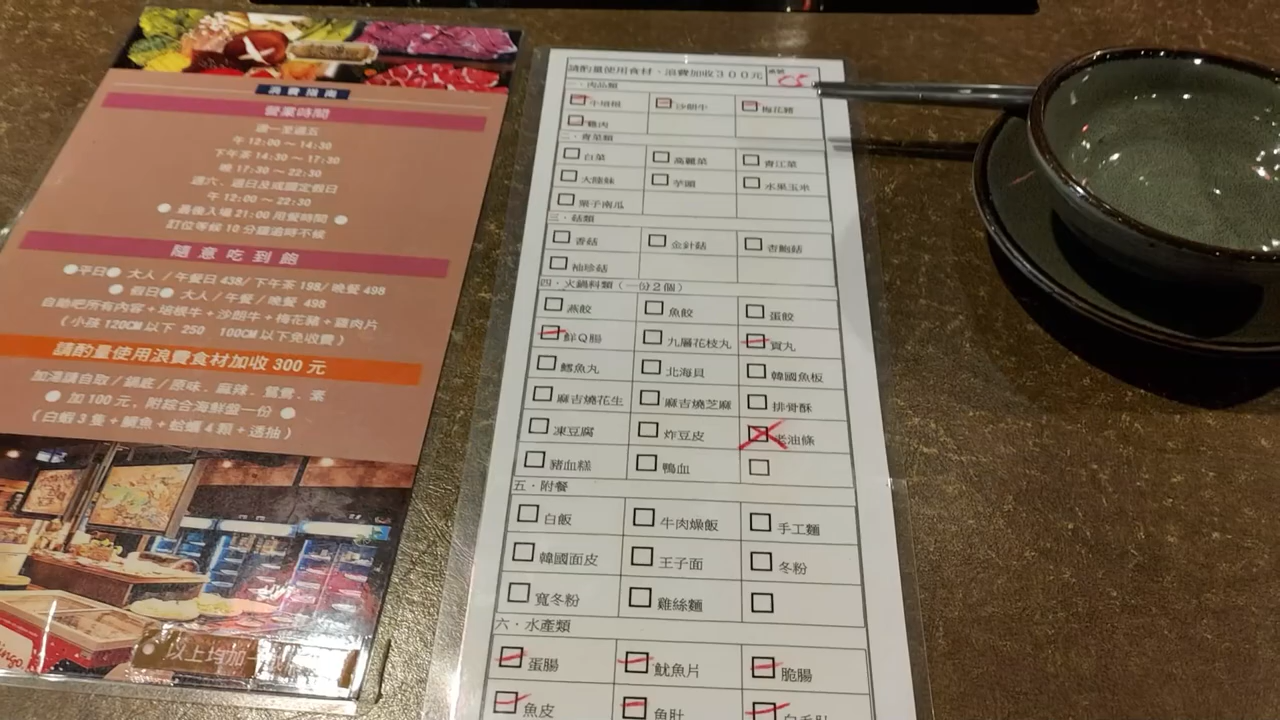 消費指南
營業時間
週一至週五
午 12:00 ～ 14:30
下午茶 14:30 ～ 17:30
晚 17:30 ～ 22:30
週六、週日及或國定假日
午 12:00 ～ 22:30
最後入場 21:00 用餐時間
訂位等候 10 分鐘逾時不候
隨意吃到飽
平日 大人 / 午餐日 438 / 下午茶 198 / 晚餐 498
假日 大人 / 午餐 / 晚餐 498
自助吧所有內容 + 培根牛 + 沙朗牛 + 梅花豬 + 雞肉片
( 小孩 120CM 以下 250 100CM 以下免收費 )
請酌量使用浪費食材加收 300 元
加湯請自取 / 鍋底 / 原味 . 麻辣 . 鴛鴦 . 素
加 100 元 . 附綜合海鮮盤一份
( 白蝦 3 隻 + 鯛魚 + 蛤蠣 4 顆 + 透抽 )
以上均加一
請酌量使用食材、浪費加收300元 桌號 C5
一．肉品類
牛培根 沙朗牛 梅花豬
雞肉
二．青菜類
白菜 高麗菜 青江菜
大陸妹 芋頭 水果玉米
栗子南瓜
三．菇類
香菇 金針菇 杏鮑菇
袖珍菇
四．火鍋料類（一份2個）
燕餃 魚餃 蛋餃
鮮Q腸 九層花枝丸 貢丸
鱈魚丸 北海貝 韓國魚板
麻吉燒花生 麻吉燒芝麻 排骨酥
凍豆腐 炸豆皮 老油條
豬血糕 鴨血
五．附餐
白飯 牛肉燥飯 手工麵
韓國面皮 王子面 冬粉
寬冬粉 雞絲麵
六．水產類
蛋腸 魷魚片 脆腸
魚皮 魚肚